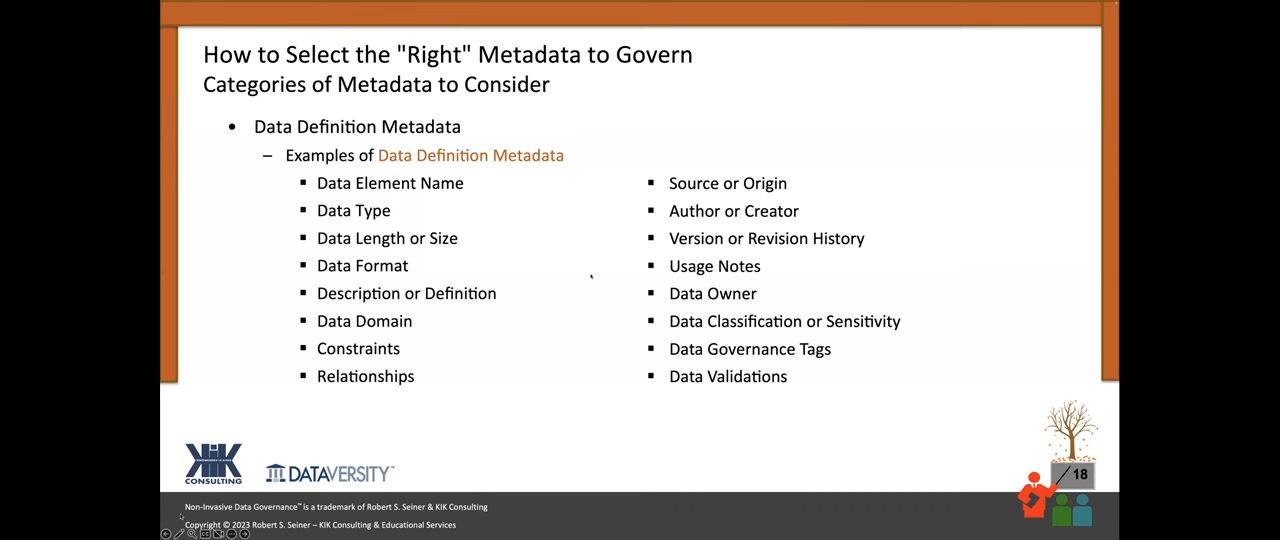 How to Select the "Right" Metadata to Govern
Categories of Metadata to Consider
• Data Definition Metadata
– Examples of Data Definition Metadata
▪ Data Element Name
▪ Data Type
▪ Data Length or Size
▪ Data Format
▪ Description or Definition
▪ Data Domain
▪ Constraints
▪ Relationships
▪ Source or Origin
▪ Author or Creator
▪ Version or Revision History
▪ Usage Notes
▪ Data Owner
▪ Data Classification or Sensitivity
▪ Data Governance Tags
▪ Data Validations
KIK
CONSULTING
DATAVERSITY™
18
Non-Invasive Data Governance™ is a trademark of Robert S. Seiner & KIK Consulting
Copyright © 2023 Robert S. Seiner – KIK Consulting & Educational Services